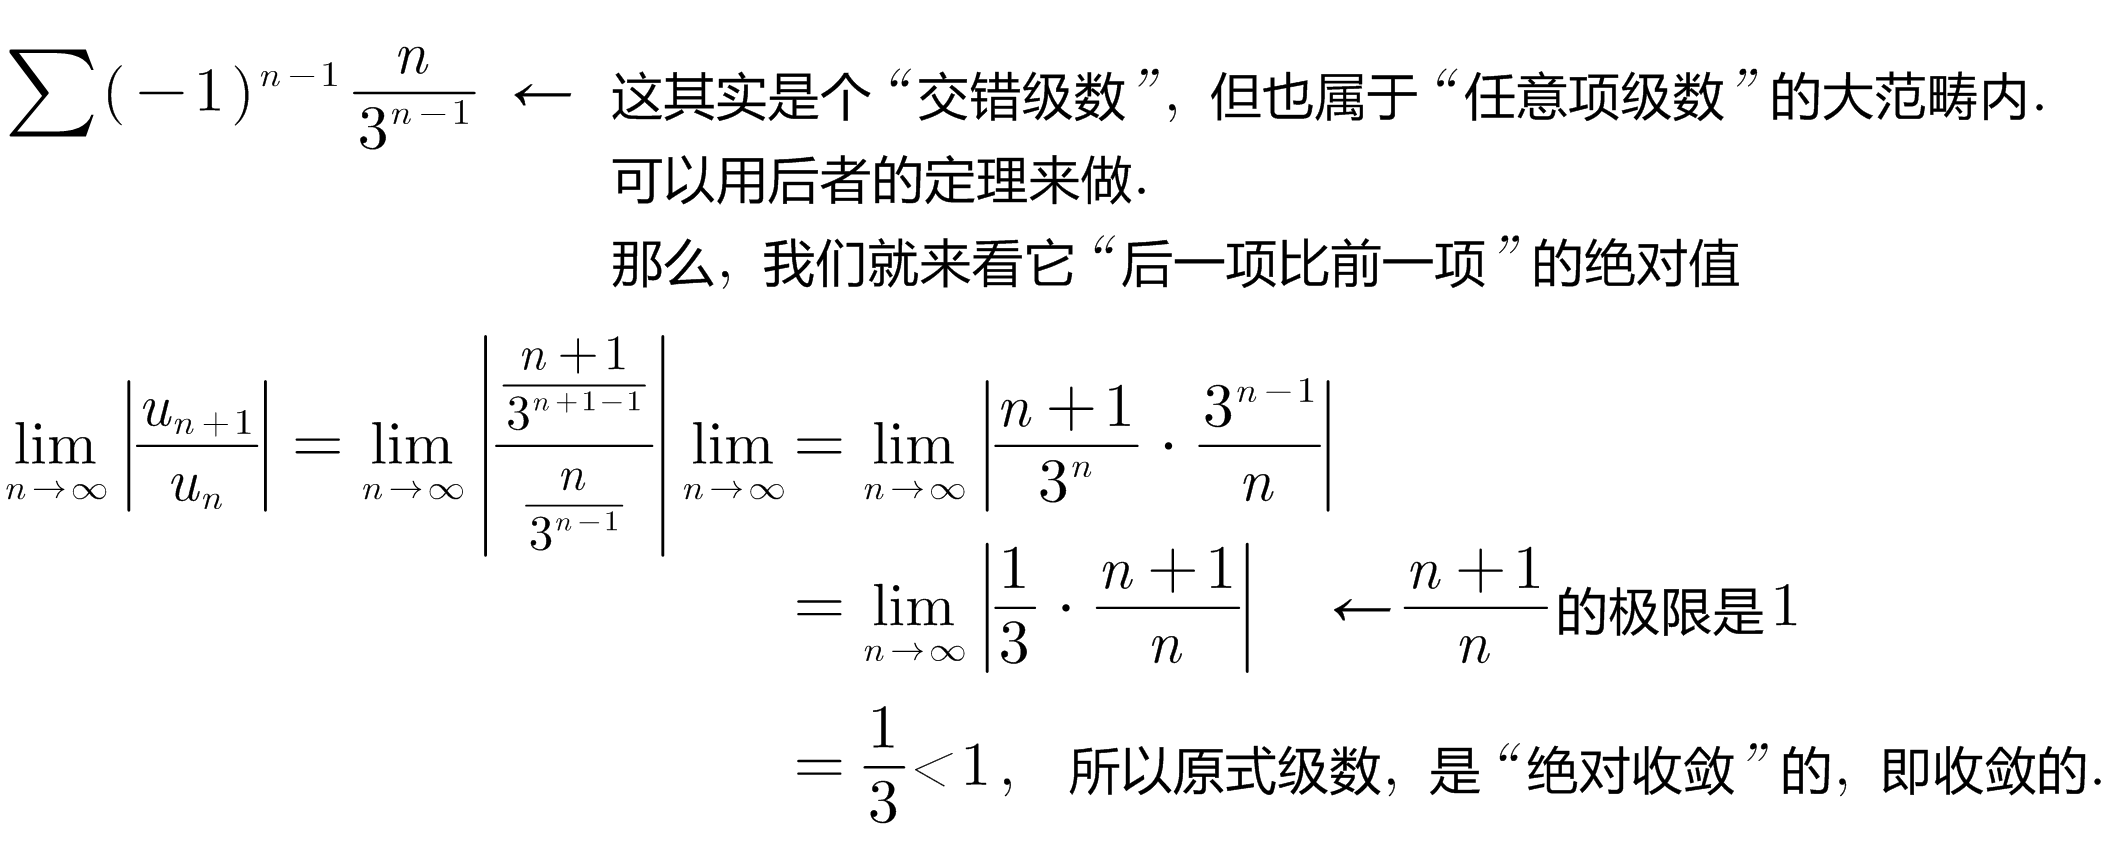 $\sum (-1)^{n-1} \frac{n}{3^{n-1}}$ ← 这其实是个“交错级数”，但也属于“任意项级数”的大范畴内.
可以用后者的定理来做.
那么，我们就来看它“后一项比前一项”的绝对值
$\lim_{n \to \infty} \left| \frac{u_{n+1}}{u_n} \right| = \lim_{n \to \infty} \left| \frac{\frac{n+1}{3^{n+1-1}}}{\frac{n}{3^{n-1}}} \right| \lim_{n \to \infty} = \lim_{n \to \infty} \left| \frac{n+1}{3^n} \cdot \frac{3^{n-1}}{n} \right|$
$= \lim_{n \to \infty} \left| \frac{1}{3} \cdot \frac{n+1}{n} \right|$ ← $\frac{n+1}{n}$ 的极限是 1
$= \frac{1}{3} < 1$， 所以原式级数，是“绝对收敛”的，即收敛的.